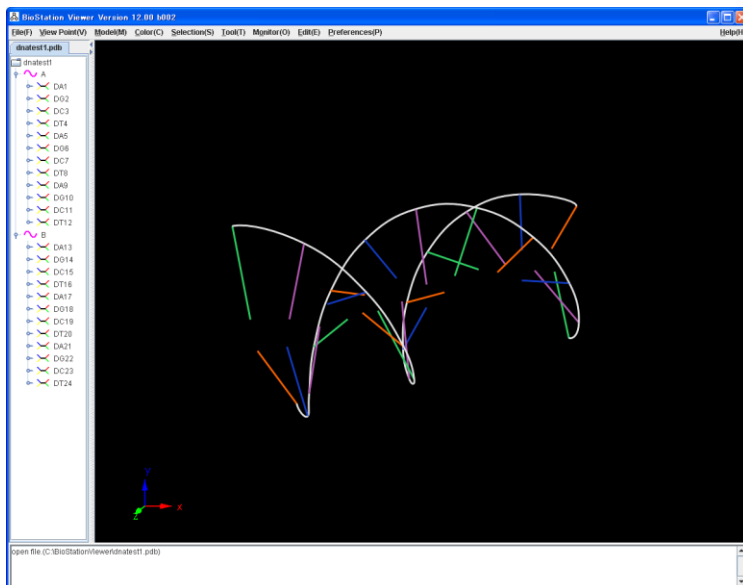 BioStation Viewer Version 12.00 b002
File(F) View Point(V) Model(M) Color(C) Selection(S) Tool(T) Monitor(O) Edit(E) Preferences(P) Help(H
dnatest1.pdb
dnatest1
A
DA1
DG2
DC3
DT4
DA5
DG6
DC7
DT8
DA9
DG10
DC11
DT12
B
DA13
DG14
DC15
DT16
DA17
DG18
DC19
DT20
DA21
DG22
DC23
DT24
Y
X
Z
open file.(C:\BioStationViewer\dnatest1.pdb)